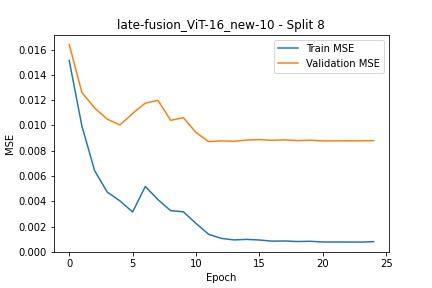 late-fusion_ViT-16_new-10 - Split 8
Train MSE
Validation MSE
0.016
0.014
0.012
0.010
0.008
0.006
0.004
0.002
0.000
MSE
0 5 10 15 20 25
Epoch